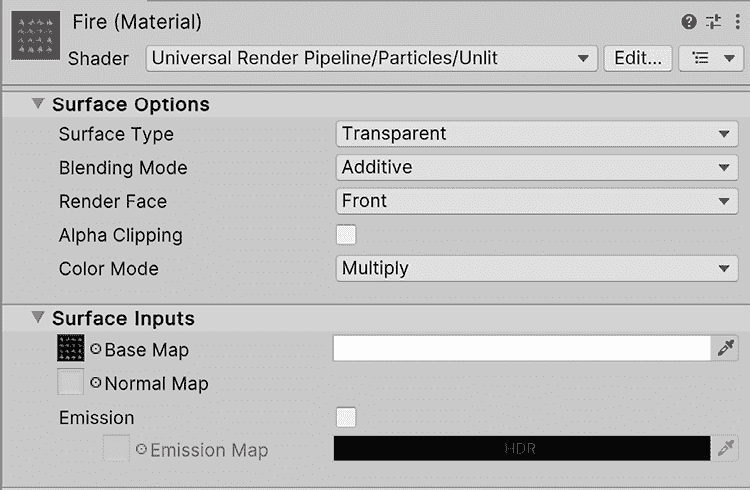 Fire (Material)
Shader Universal Render Pipeline/Particles/Unlit Edit...
Surface Options
Surface Type Transparent
Blending Mode Additive
Render Face Front
Alpha Clipping
Color Mode Multiply
Surface Inputs
Base Map
Normal Map
Emission
Emission Map HDR